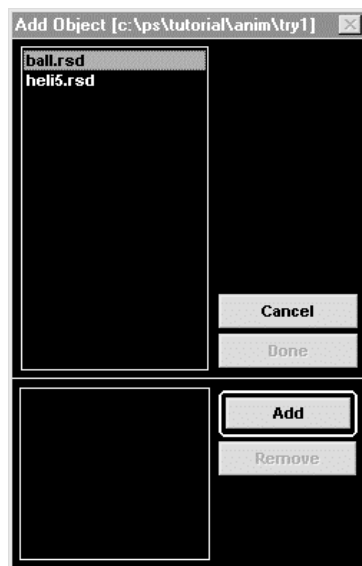 Add Object [c:\ps\tutorial\anim\try1]
ball.rsd
heli5.rsd
Cancel
Done
Add
Remove